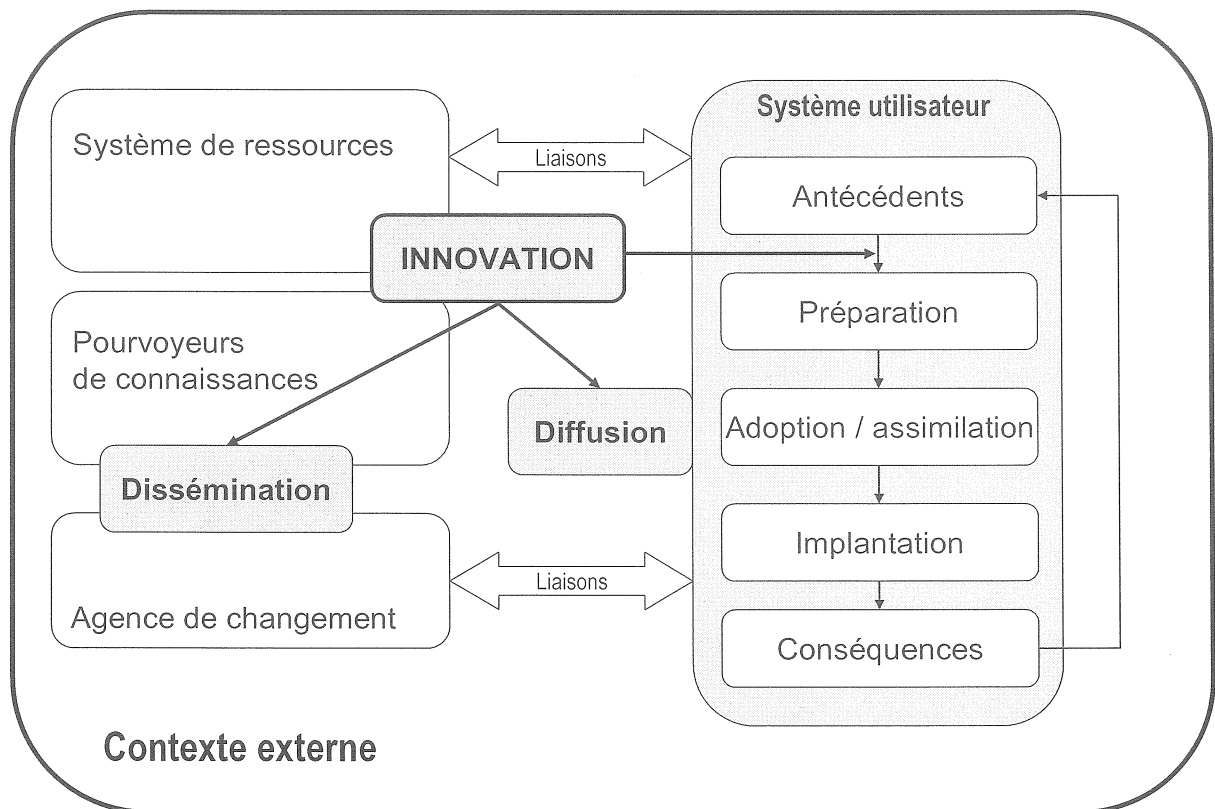 Système de ressources
Liaisons
INNOVATION
Pourvoyeurs
de connaissances
Diffusion
Dissémination
Agence de changement
Liaisons
Système utilisateur
Antécédents
Préparation
Adoption / assimilation
Implantation
Conséquences
Contexte externe